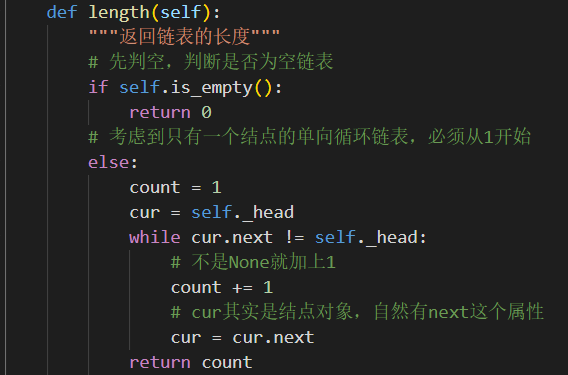 def length(self):
    """返回链表的长度"""
    # 先判空，判断是否为空链表
    if self.is_empty():
        return 0
    # 考虑到只有一个结点的单向循环链表，必须从1开始
    else:
        count = 1
        cur = self._head
        while cur.next != self._head:
            # 不是None就加上1
            count += 1
            # cur其实是结点对象，自然有next这个属性
            cur = cur.next
        return count